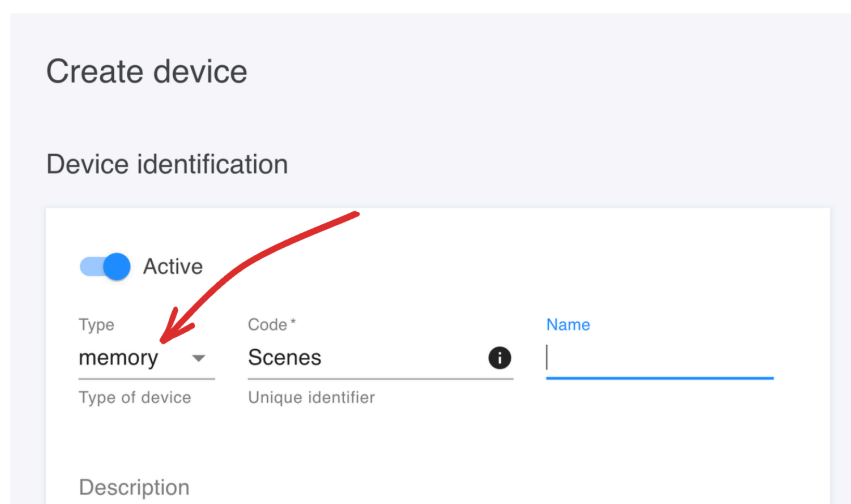 Create device
Device identification
Active
Type
Code *
Name
memory
Scenes
Type of device
Unique identifier
Description